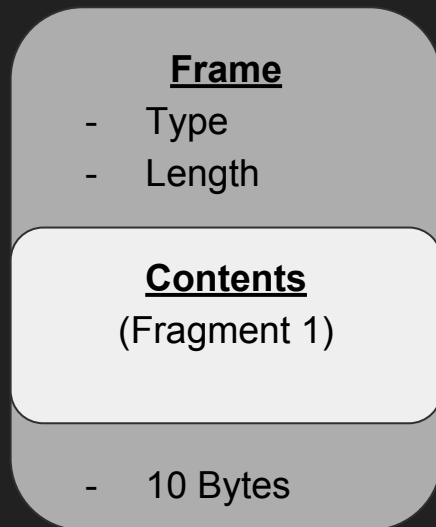 Frame
- Type
- Length
Contents
(Fragment 1)
- 10 Bytes